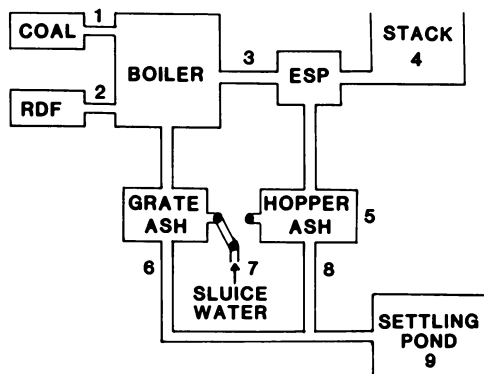 1
COAL
BOILER
3
ESP
STACK
4
2
RDF
GRATE
ASH
HOPPER
ASH
5
6
7
8
SLUICE
WATER
SETTLING
POND
9